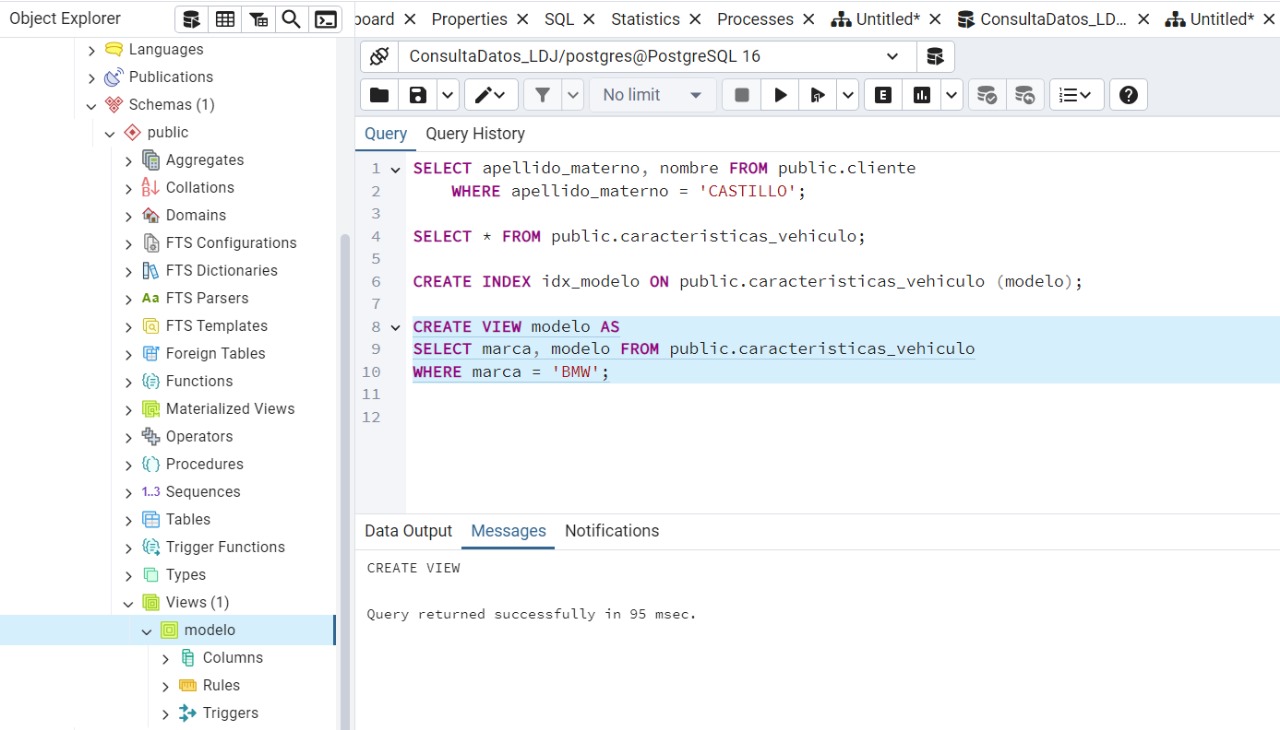 Object Explorer
board Properties SQL Statistics Processes Untitled* ConsultaDatos_LD... Untitled*
Languages
Publications
Schemas (1)
public
Aggregates
Collations
Domains
FTS Configurations
FTS Dictionaries
Aa FTS Parsers
FTS Templates
Foreign Tables
Functions
Materialized Views
Operators
Procedures
1..3 Sequences
Tables
Trigger Functions
Types
Views (1)
modelo
Columns
Rules
Triggers
ConsultaDatos_LDJ/postgres@PostgreSQL 16
No limit
E
Query Query History
1 SELECT apellido_materno, nombre FROM public.cliente
2 WHERE apellido_materno = 'CASTILLO';
3
4 SELECT * FROM public.caracteristicas_vehiculo;
5
6 CREATE INDEX idx_modelo ON public.caracteristicas_vehiculo (modelo);
7
8 CREATE VIEW modelo AS
9 SELECT marca, modelo FROM public.caracteristicas_vehiculo
10 WHERE marca = 'BMW';
11
12
Data Output Messages Notifications
CREATE VIEW
Query returned successfully in 95 msec.